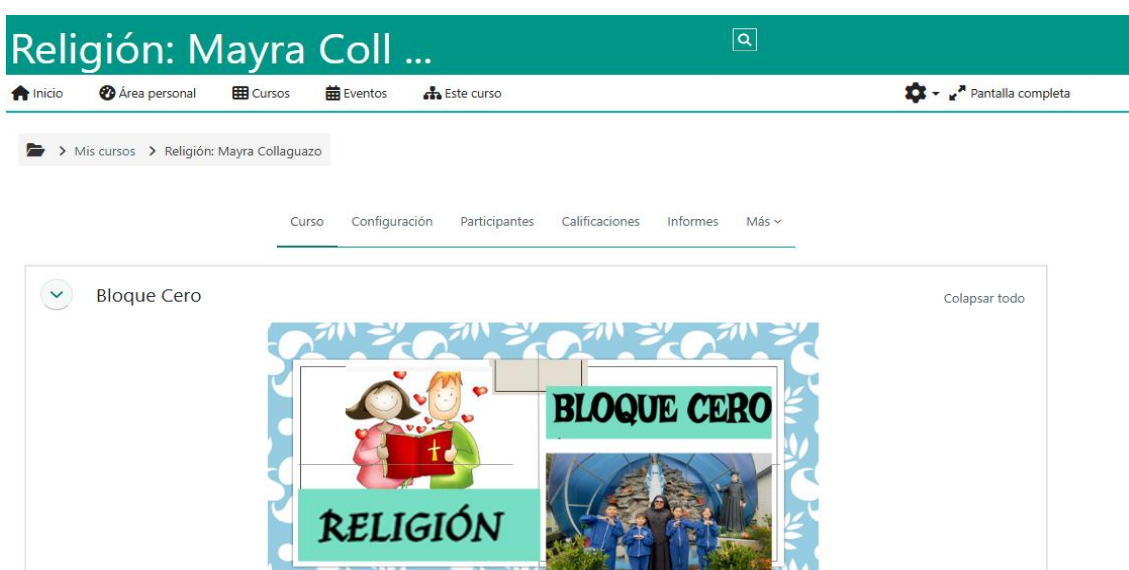 Religión: Mayra Coll ...
Inicio Área personal Cursos Eventos Este curso Pantalla completa
> Mis cursos > Religión: Mayra Collaguazo
Curso Configuración Participantes Calificaciones Informes Más
Bloque Cero Colapsar todo
BLOQUE CERO
RELIGIÓN